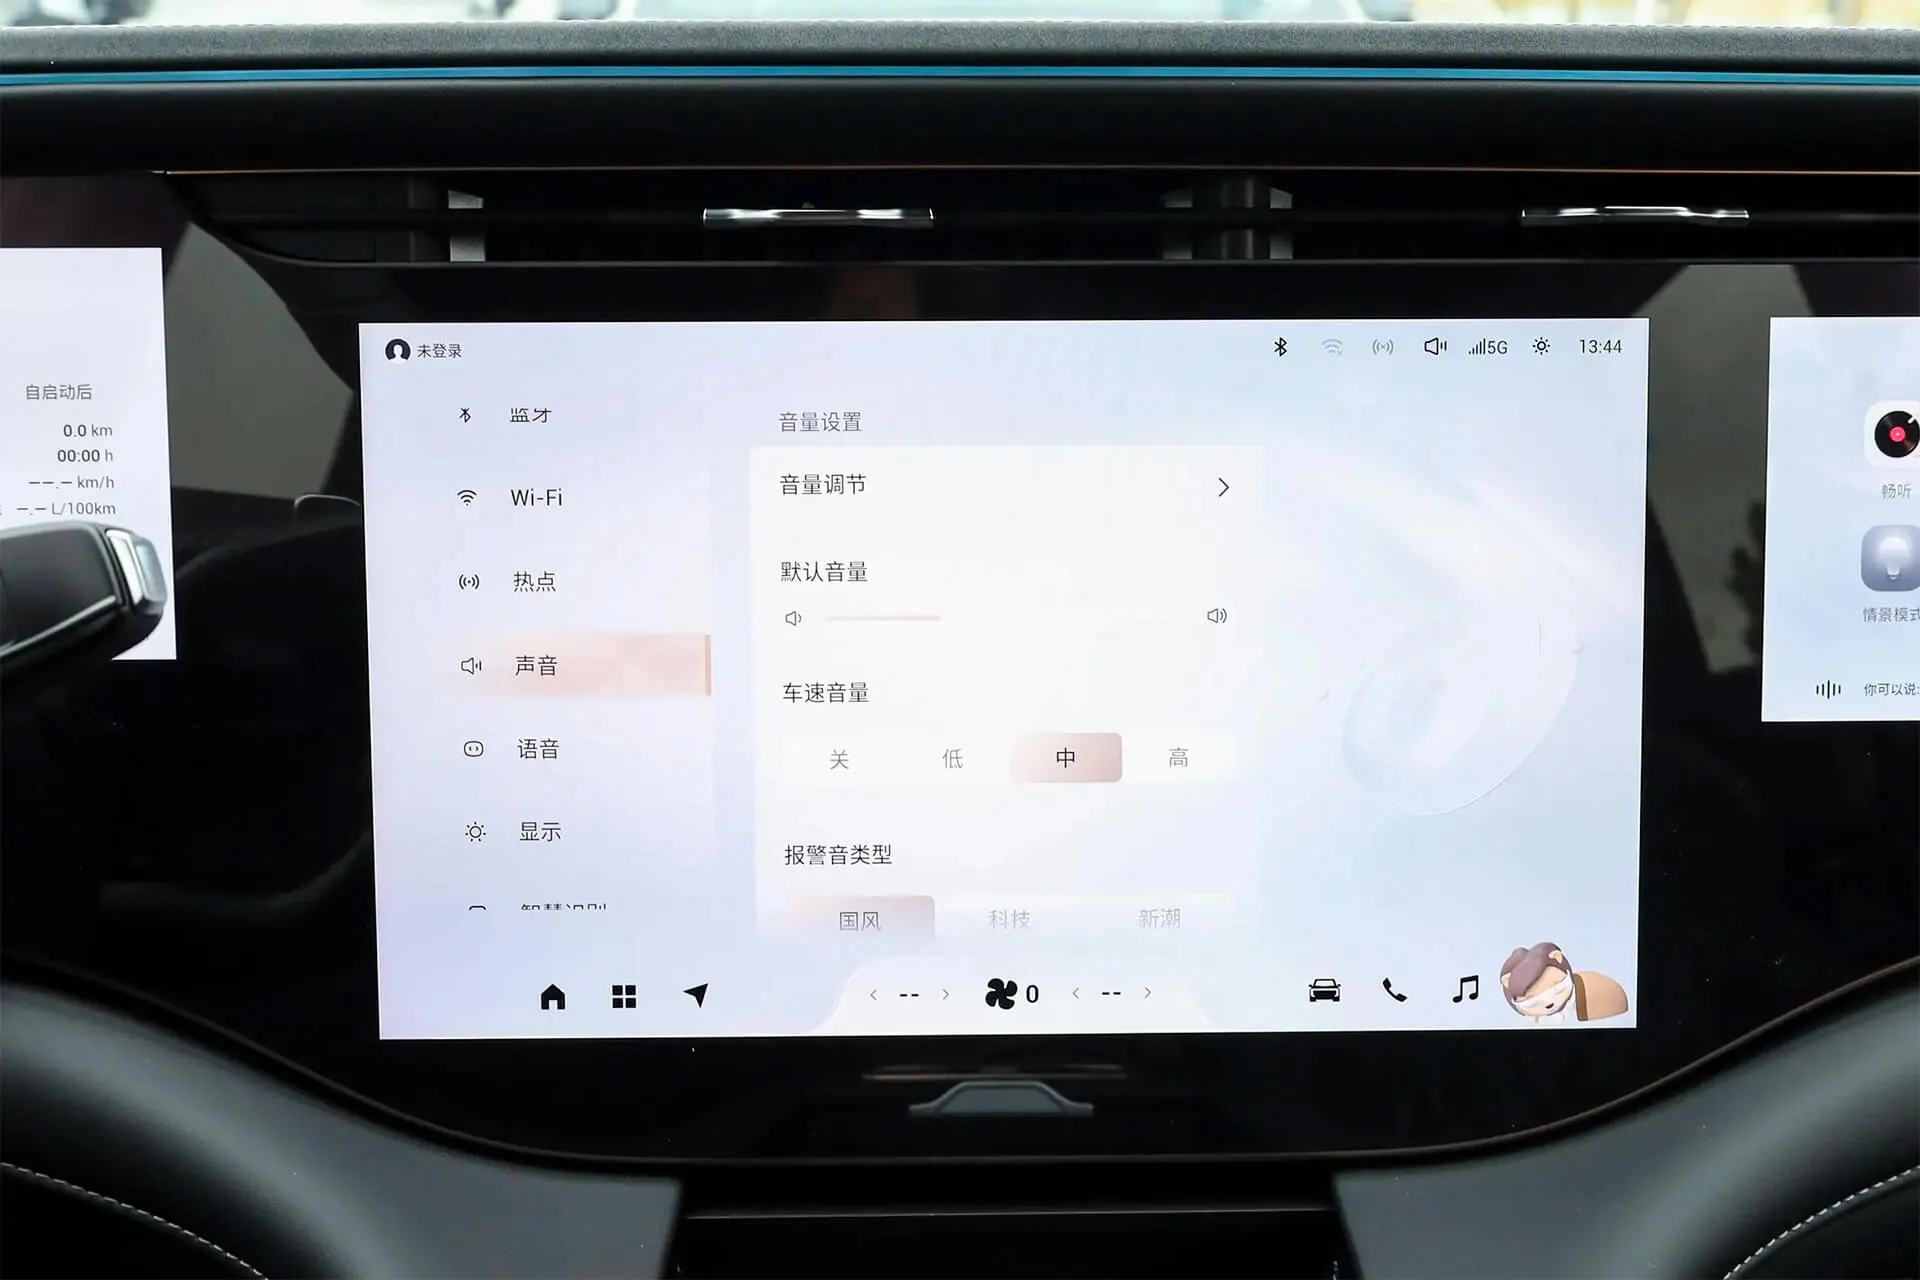 自启动后
0.0 km
00:00 h
--.- km/h
-.- L/100km
未登录
5G
13:44
蓝牙
Wi-Fi
热点
声音
语音
显示
音量设置
音量调节
默认音量
车速音量
关 低 中 高
报警音类型
国风 科技 新潮
-- 0 --
畅听
情景模式
你可以说: